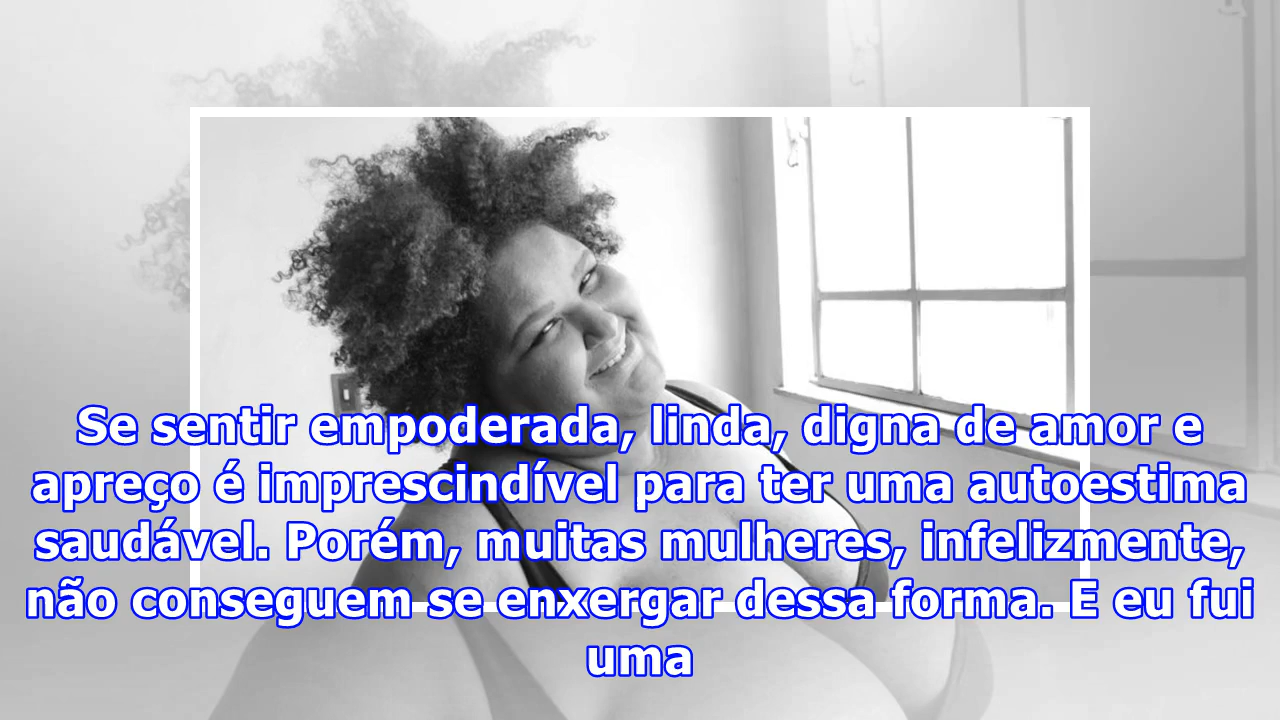 Se sentir empoderada, linda, digna de amor e
apreço é imprescindível para ter uma autoestima
saudável. Porém, muitas mulheres, infelizmente,
não conseguem se enxergar dessa forma. E eu fui
uma